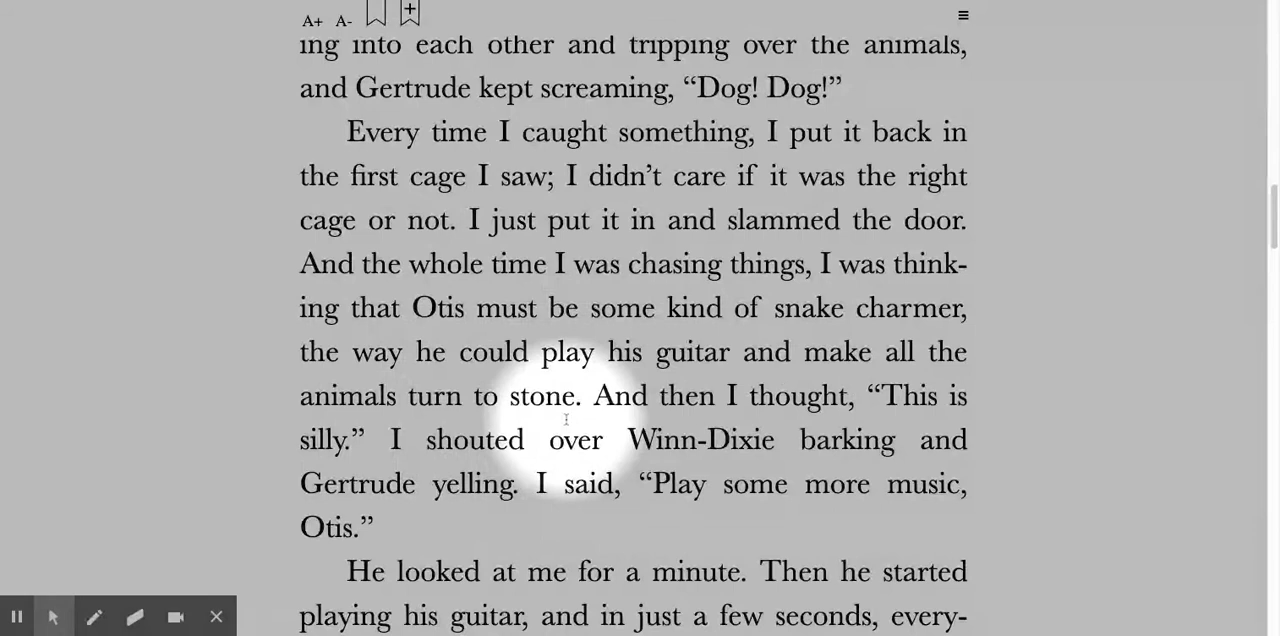 A+ A-
ing into each other and tripping over the animals,
and Gertrude kept screaming, “Dog! Dog!”
Every time I caught something, I put it back in
the first cage I saw; I didn’t care if it was the right
cage or not. I just put it in and slammed the door.
And the whole time I was chasing things, I was think-
ing that Otis must be some kind of snake charmer,
the way he could play his guitar and make all the
animals turn to stone. And then I thought, “This is
silly.” I shouted over Winn-Dixie barking and
Gertrude yelling. I said, “Play some more music,
Otis.”
He looked at me for a minute. Then he started
playing his guitar, and in just a few seconds, every-